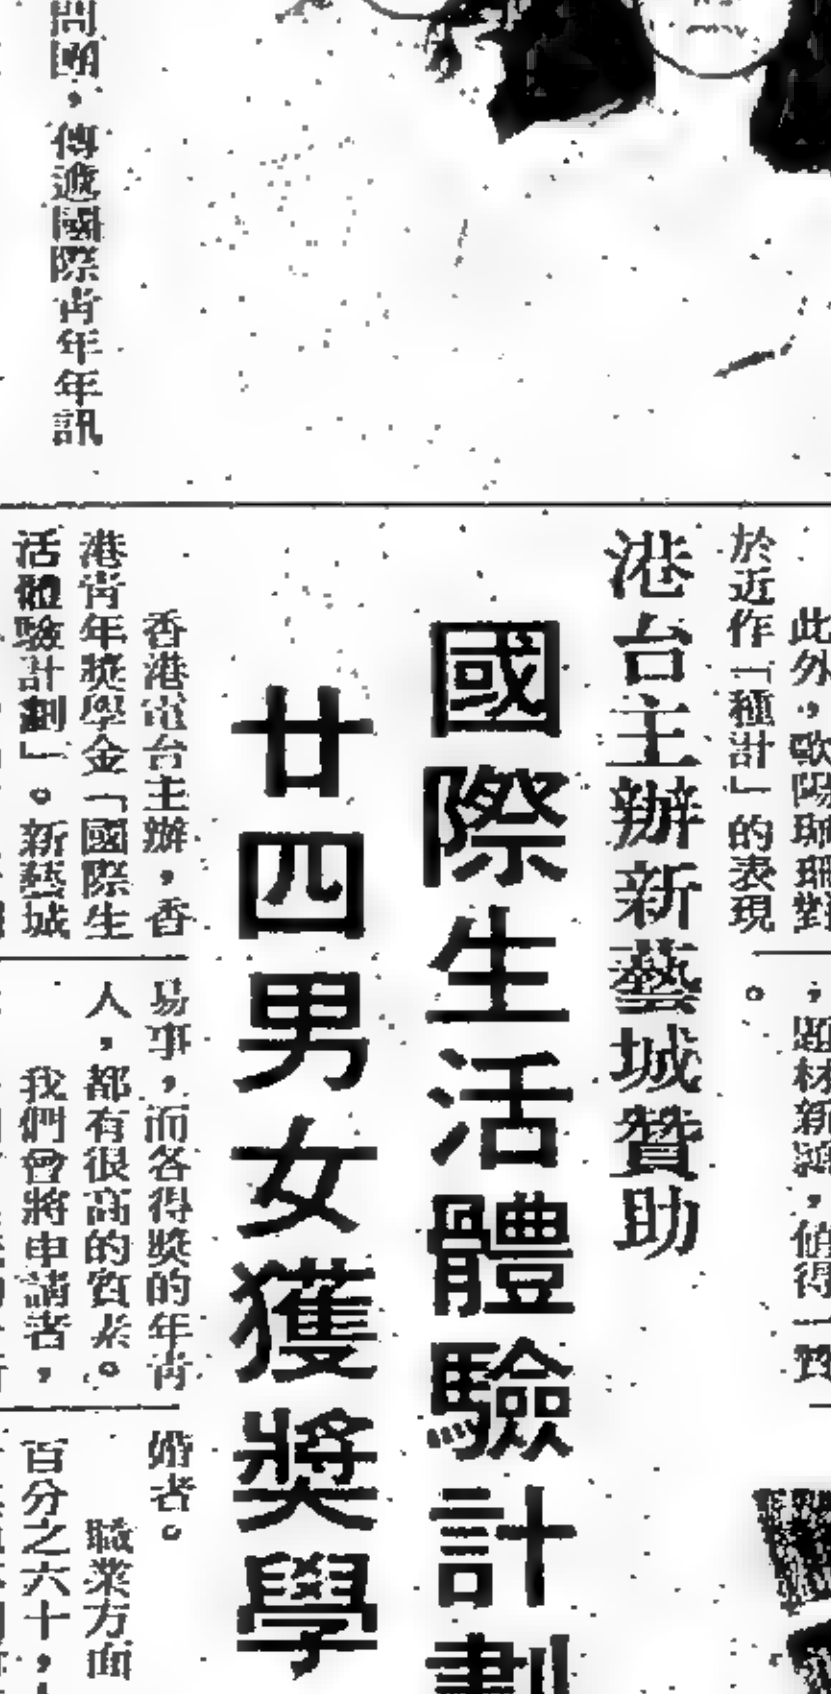 問團，傳遞國際青年年訊
此外，歐陽珊珊對
於近作「種計」的表現
，題材新穎，值得一贊
。
港台主辦新藝城贊助
國際生活體驗計劃
廿四男女獲獎學
香港電台主辦，香
港青年獎學金「國際生
活體驗計劃」。新藝城
易事，而各得獎的年青
人，都有很高的質素。
我們曾將申請者，
婚者。
職業方面
百分之六十，